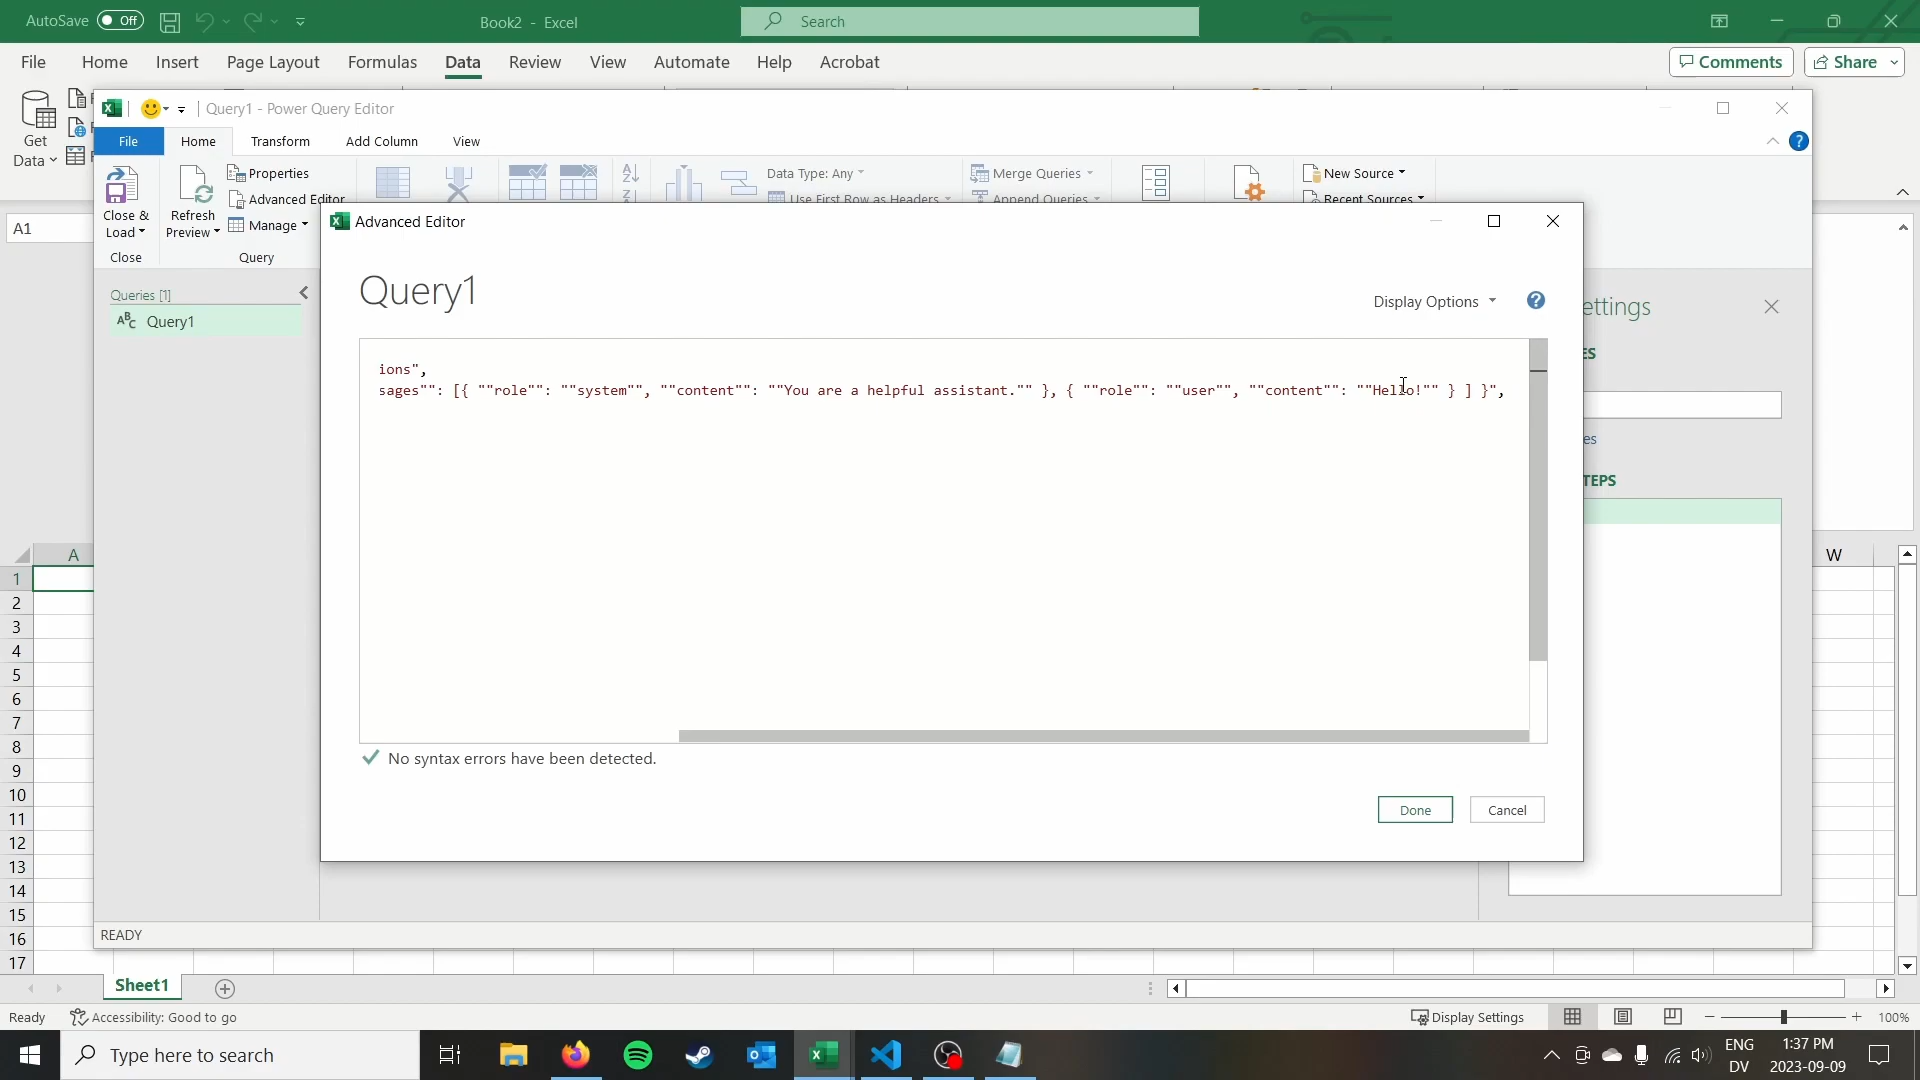 AutoSave Off Book2 - Excel Search
File Home Insert Page Layout Formulas Data Review View Automate Help Acrobat Comments Share
Get
Data
Query1 - Power Query Editor
File Home Transform Add Column View
Close &
Load
Refresh
Preview
Properties
Advanced Editor
Manage
Data Type: Any
Use First Row as Headers
Merge Queries
Append Queries
New Source
Recent Sources
Close Query
A1
Advanced Editor
Queries [1]
ABC Query1
Query1
Display Options
ettings
ES
es
TEPS
ions",
sages"": [{ ""role"": ""system"", ""content"": ""You are a helpful assistant."" }, { ""role"": ""user"", ""content"": ""Hello!"" } ] }",
No syntax errors have been detected.
Done Cancel
READY
A W
1
2
3
4
5
6
7
8
9
10
11
12
13
14
15
16
17
Sheet1
Ready Accessibility: Good to go Display Settings 100%
Type here to search
ENG
DV
1:37 PM
2023-09-09